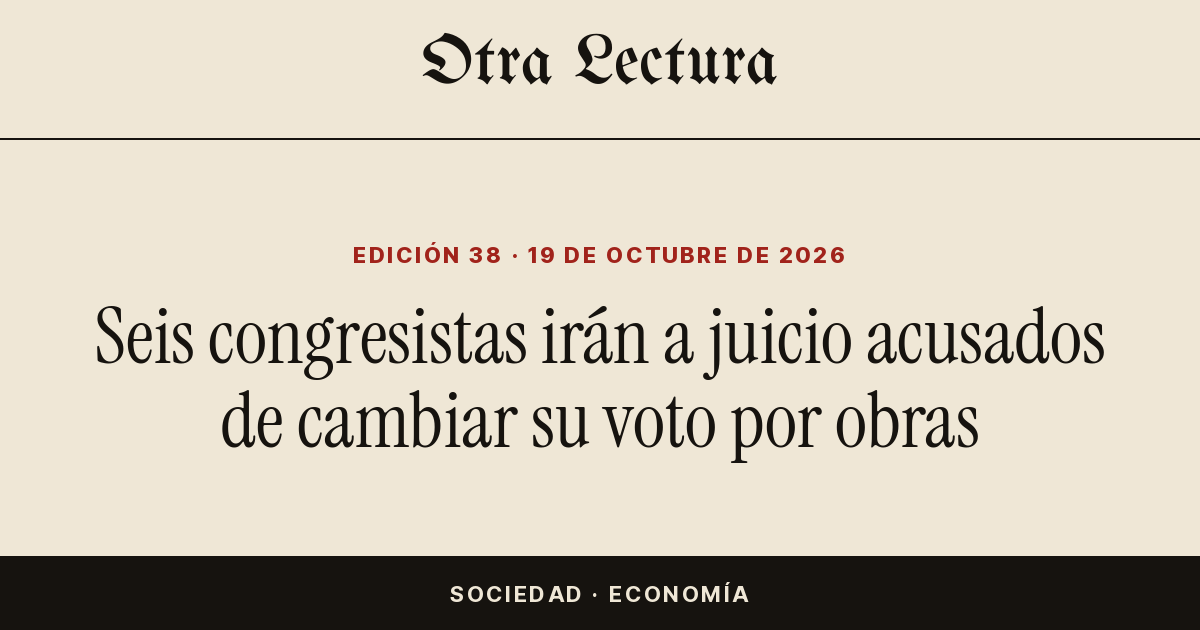 Otra Lectura
EDICIÓN 38 · 19 DE OCTUBRE DE 2026
Seis congresistas irán a juicio acusados
de cambiar su voto por obras
SOCIEDAD · ECONOMÍA